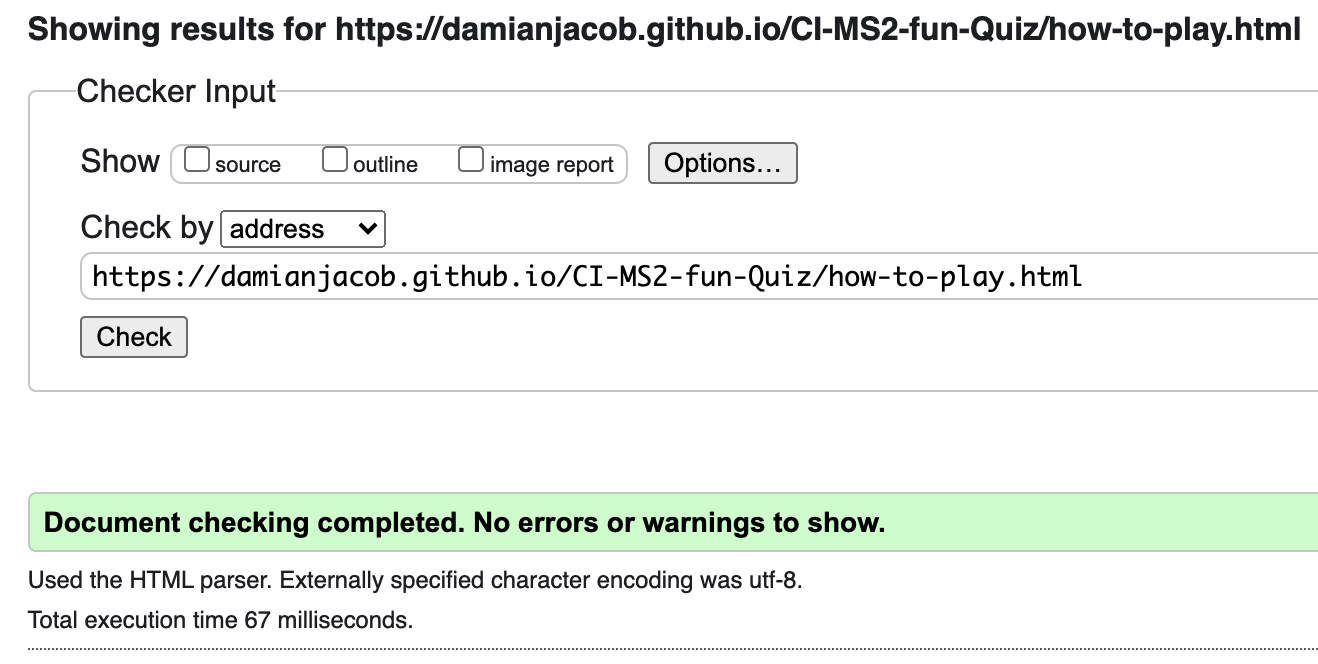 Showing results for https://damianjacob.github.io/CI-MS2-fun-Quiz/how-to-play.html
Checker Input
Show source outline image report Options...
Check by address
https://damianjacob.github.io/CI-MS2-fun-Quiz/how-to-play.html
Check
Document checking completed. No errors or warnings to show.
Used the HTML parser. Externally specified character encoding was utf-8.
Total execution time 67 milliseconds.